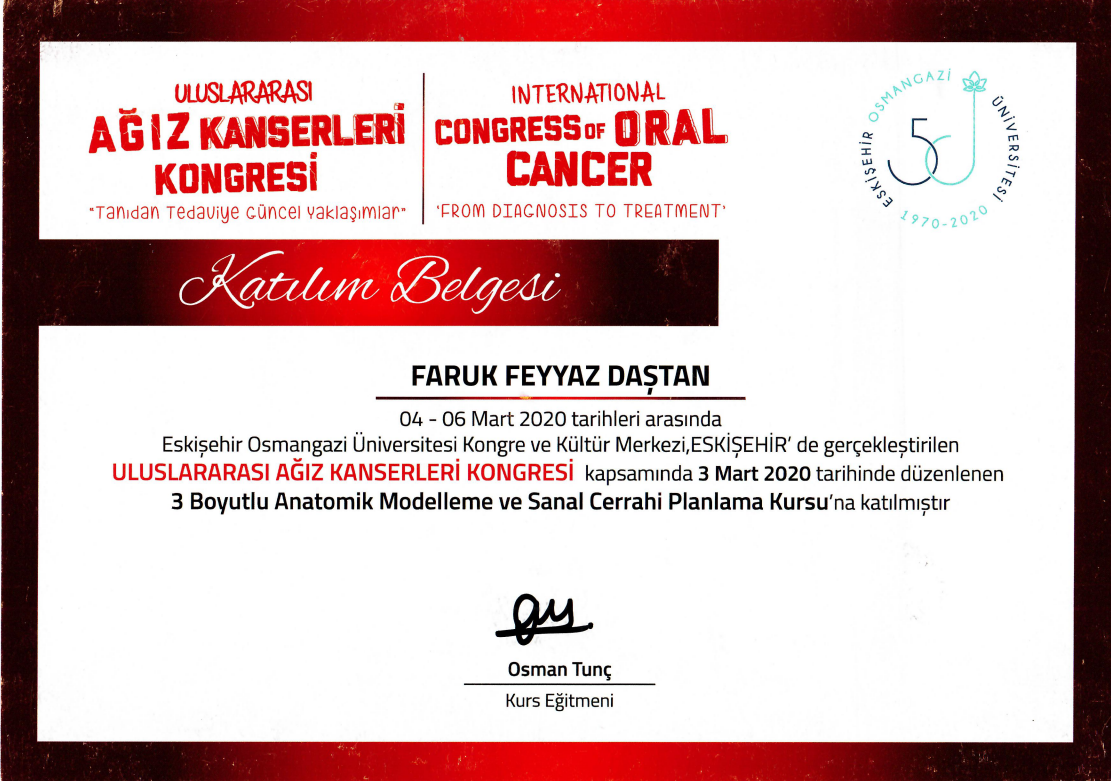 ULUSLARARASI
AĞIZ KANSERLERİ
KONGRESİ
"Tanıdan Tedaviye Güncel Yaklaşımlar"
INTERNATIONAL
CONGRESS OF ORAL
CANCER
'FROM DIAGNOSIS TO TREATMENT'
ESKİŞEHİR OSMANGAZİ ÜNİVERSİTESİ
50
1970-2020
Katılım Belgesi
FARUK FEYYAZ DAŞTAN
04 - 06 Mart 2020 tarihleri arasında
Eskişehir Osmangazi Üniversitesi Kongre ve Kültür Merkezi,ESKİŞEHİR' de gerçekleştirilen
ULUSLARARASI AĞIZ KANSERLERİ KONGRESİ kapsamında 3 Mart 2020 tarihinde düzenlenen
3 Boyutlu Anatomik Modelleme ve Sanal Cerrahi Planlama Kursu'na katılmıştır
Osman Tunç
Kurs Eğitmeni